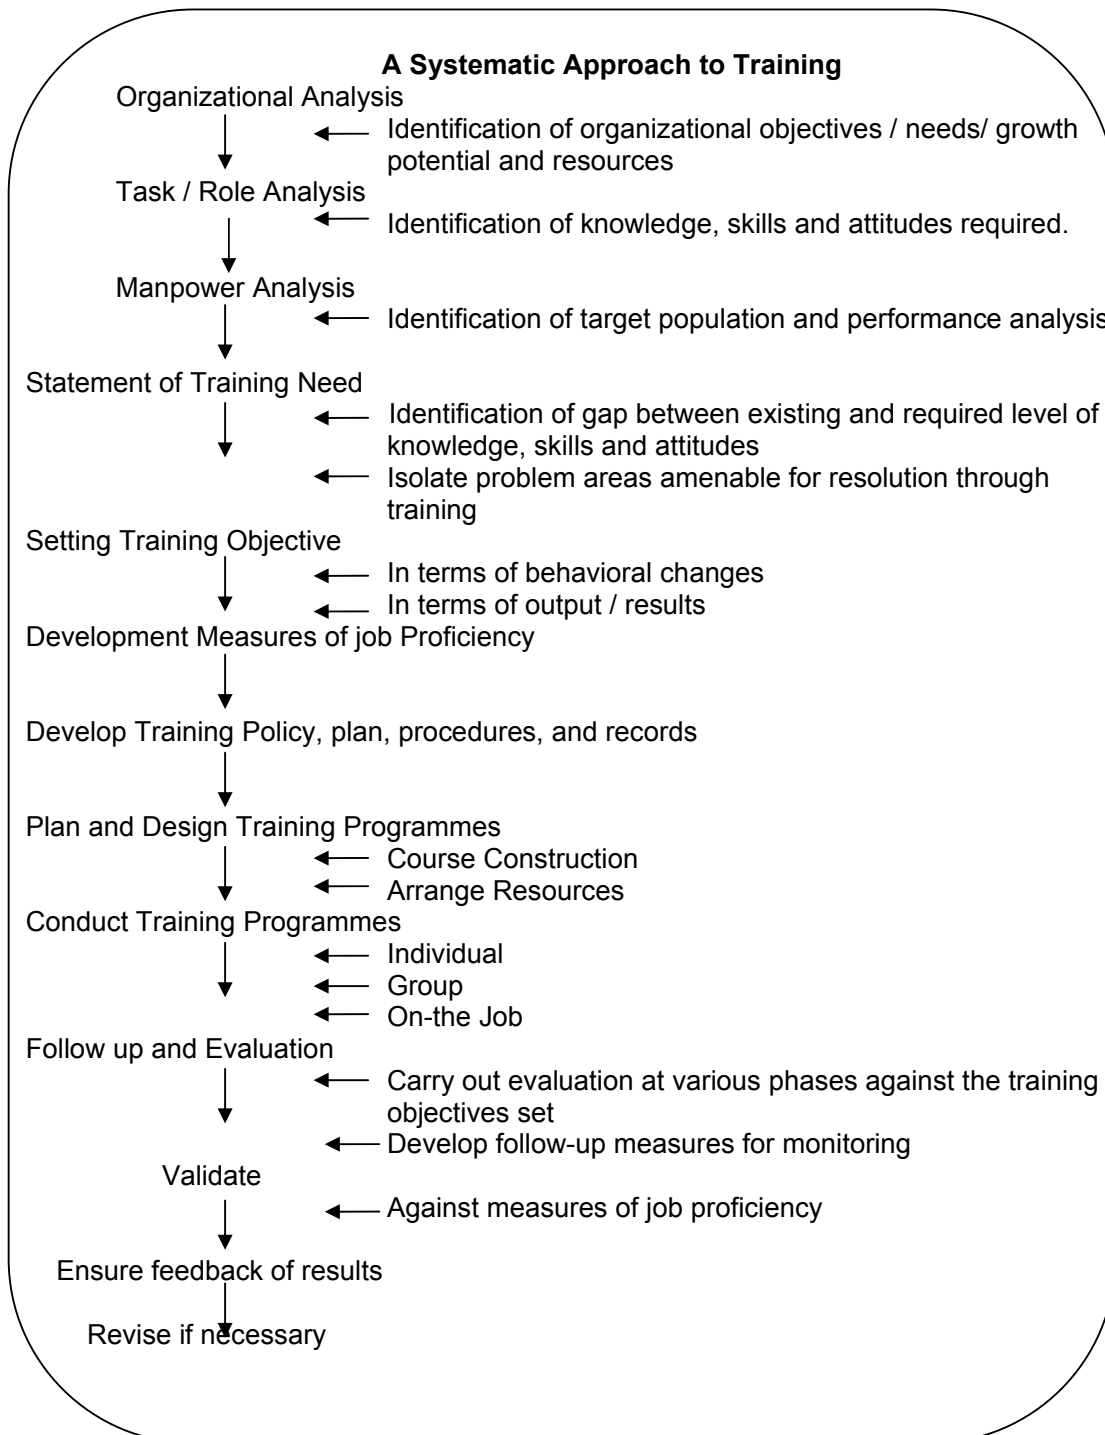 A Systematic Approach to Training
Organizational Analysis
Identification of organizational objectives / needs/ growth
potential and resources
Task / Role Analysis
Identification of knowledge, skills and attitudes required.
Manpower Analysis
Identification of target population and performance analysis
Statement of Training Need
Identification of gap between existing and required level of
knowledge, skills and attitudes
Isolate problem areas amenable for resolution through
training
Setting Training Objective
In terms of behavioral changes
In terms of output / results
Development Measures of job Proficiency
Develop Training Policy, plan, procedures, and records
Plan and Design Training Programmes
Course Construction
Arrange Resources
Conduct Training Programmes
Individual
Group
On-the Job
Follow up and Evaluation
Carry out evaluation at various phases against the training
objectives set
Develop follow-up measures for monitoring
Validate
Against measures of job proficiency
Ensure feedback of results
Revise if necessary